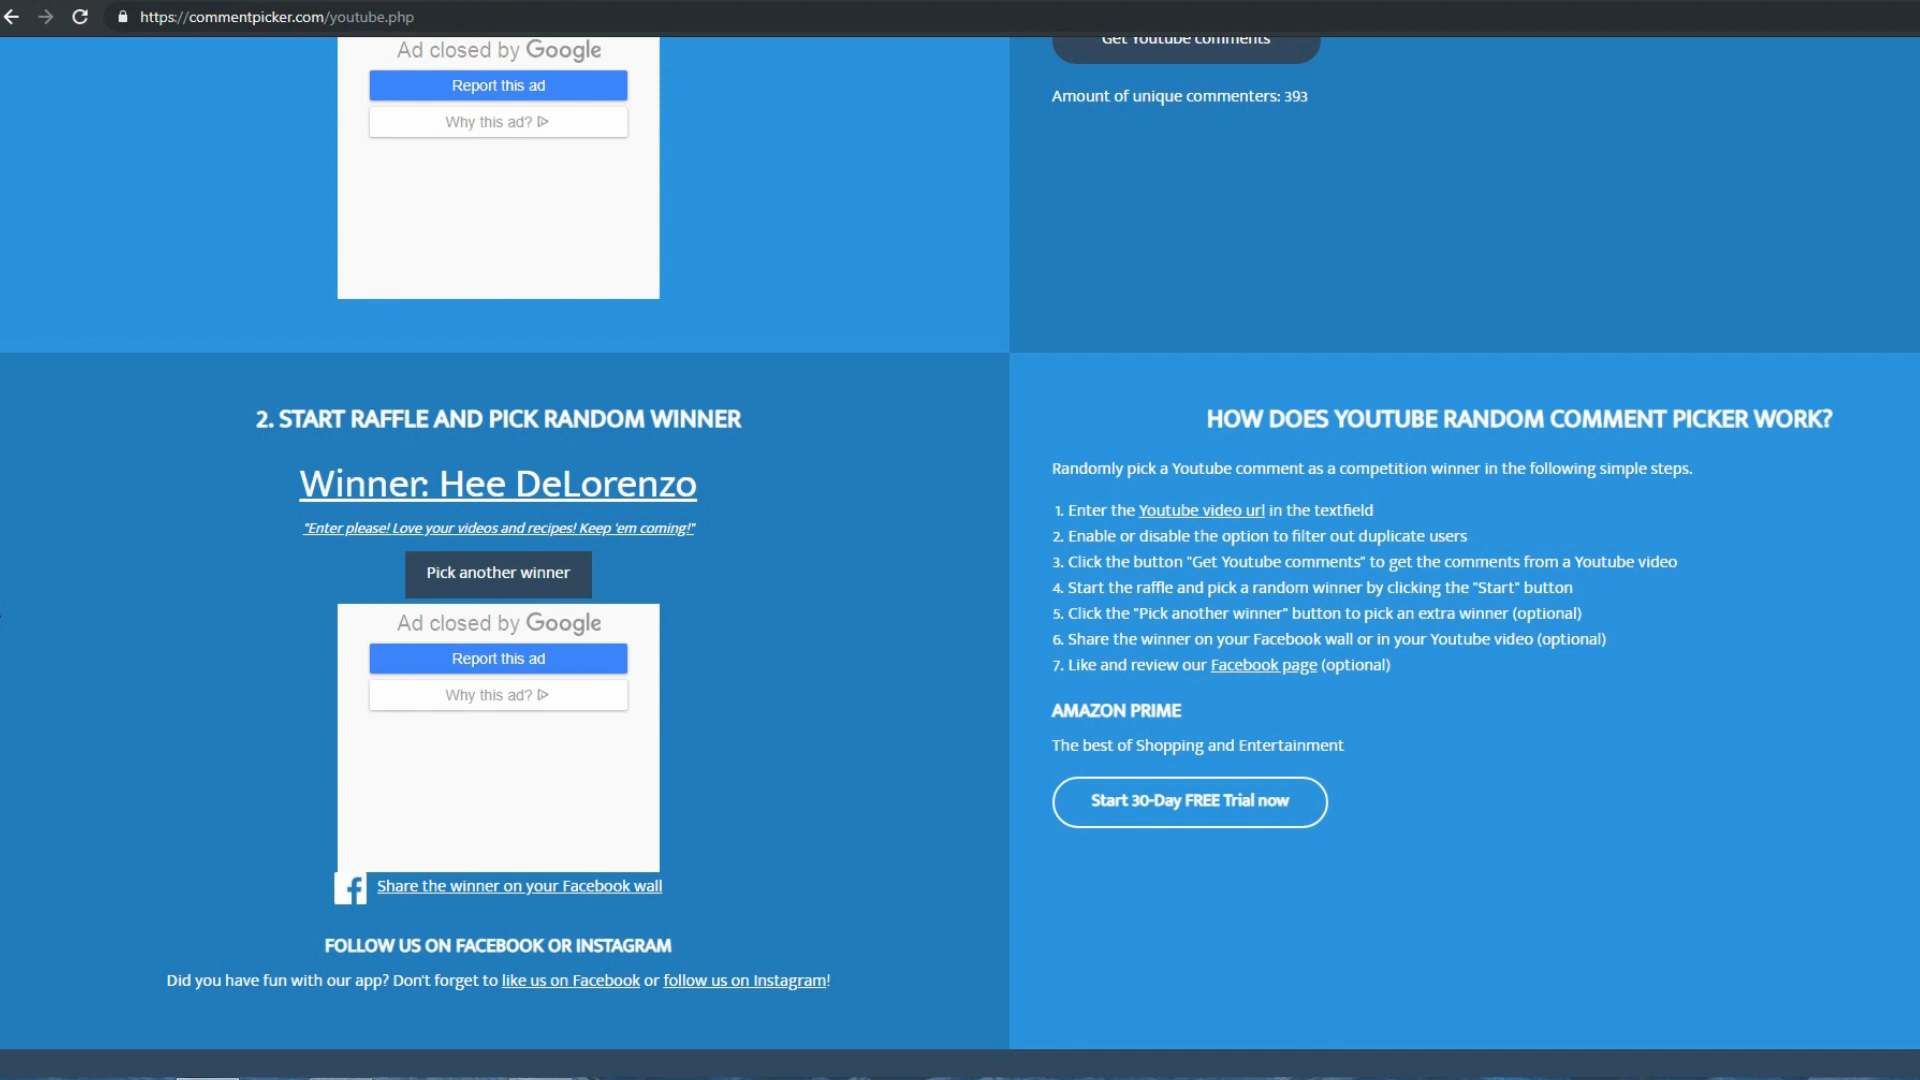 https://commentpicker.com/youtube.php
Ad closed by Google
Report this ad
Why this ad?
Get Youtube comments
Amount of unique commenters: 393
2. START RAFFLE AND PICK RANDOM WINNER
Winner: Hee DeLorenzo
"Enter please! Love your videos and recipes! Keep 'em coming!"
Pick another winner
Ad closed by Google
Report this ad
Why this ad?
Share the winner on your Facebook wall
FOLLOW US ON FACEBOOK OR INSTAGRAM
Did you have fun with our app? Don't forget to like us on Facebook or follow us on Instagram!
HOW DOES YOUTUBE RANDOM COMMENT PICKER WORK?
Randomly pick a Youtube comment as a competition winner in the following simple steps.
1. Enter the Youtube video url in the textfield
2. Enable or disable the option to filter out duplicate users
3. Click the button "Get Youtube comments" to get the comments from a Youtube video
4. Start the raffle and pick a random winner by clicking the "Start" button
5. Click the "Pick another winner" button to pick an extra winner (optional)
6. Share the winner on your Facebook wall or in your Youtube video (optional)
7. Like and review our Facebook page (optional)
AMAZON PRIME
The best of Shopping and Entertainment
Start 30-Day FREE Trial now